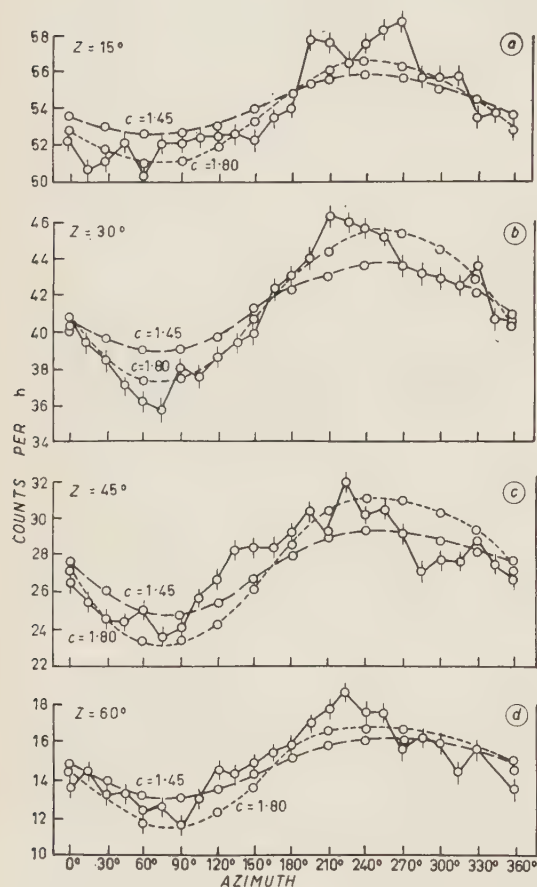 58
56
54
52
50
Z = 15°
a
c = 1·45
c = 1·80
46
44
42
40
38
36
34
Z = 30°
b
c = 1·45
c = 1·80
COUNTS PER h
32
30
28
26
24
22
Z = 45°
c
c = 1·45
c = 1·80
18
16
14
12
10
Z = 60°
d
c = 1·45
c = 1·80
0° 30° 60° 90° 120° 150° 180° 210° 240° 270° 300° 330° 360°
AZIMUTH